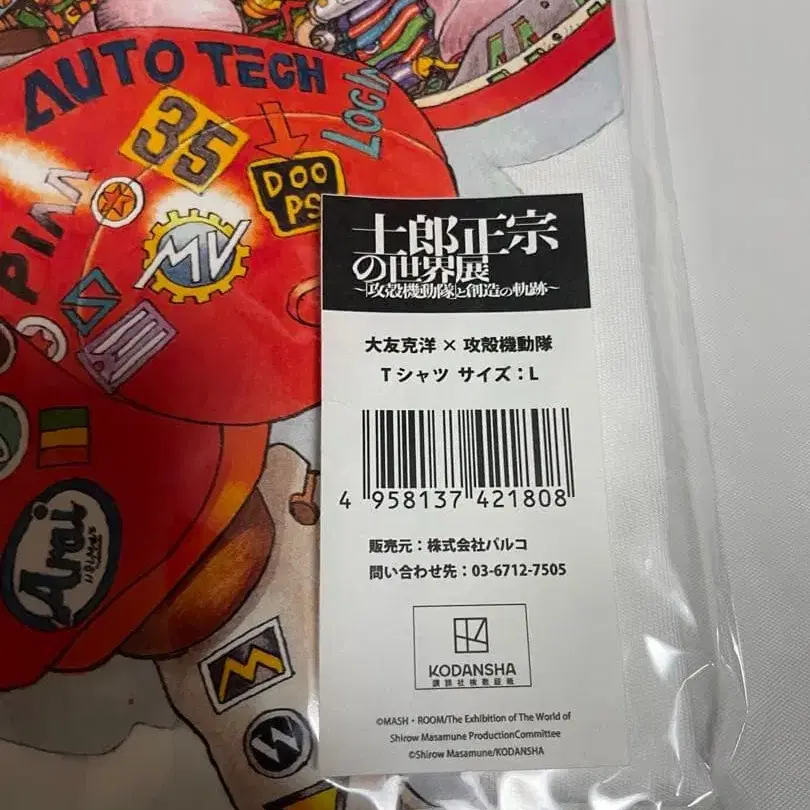 AUTO TECH
LOGIN
35
DOO
PS
MV
Arai
M
W
士郎正宗
の世界展
~「攻殻機動隊」と創造の軌跡~
大友克洋 × 攻殻機動隊
Tシャツ サイズ:L
4 958137 421808
販売元:株式会社パルコ
問い合わせ先:03-6712-7505
KODANSHA
講談社検数証紙
©MASH・ROOM/The Exhibition of The World of
Shirow Masamune ProductionCommittee
©Shirow Masamune/KODANSHA